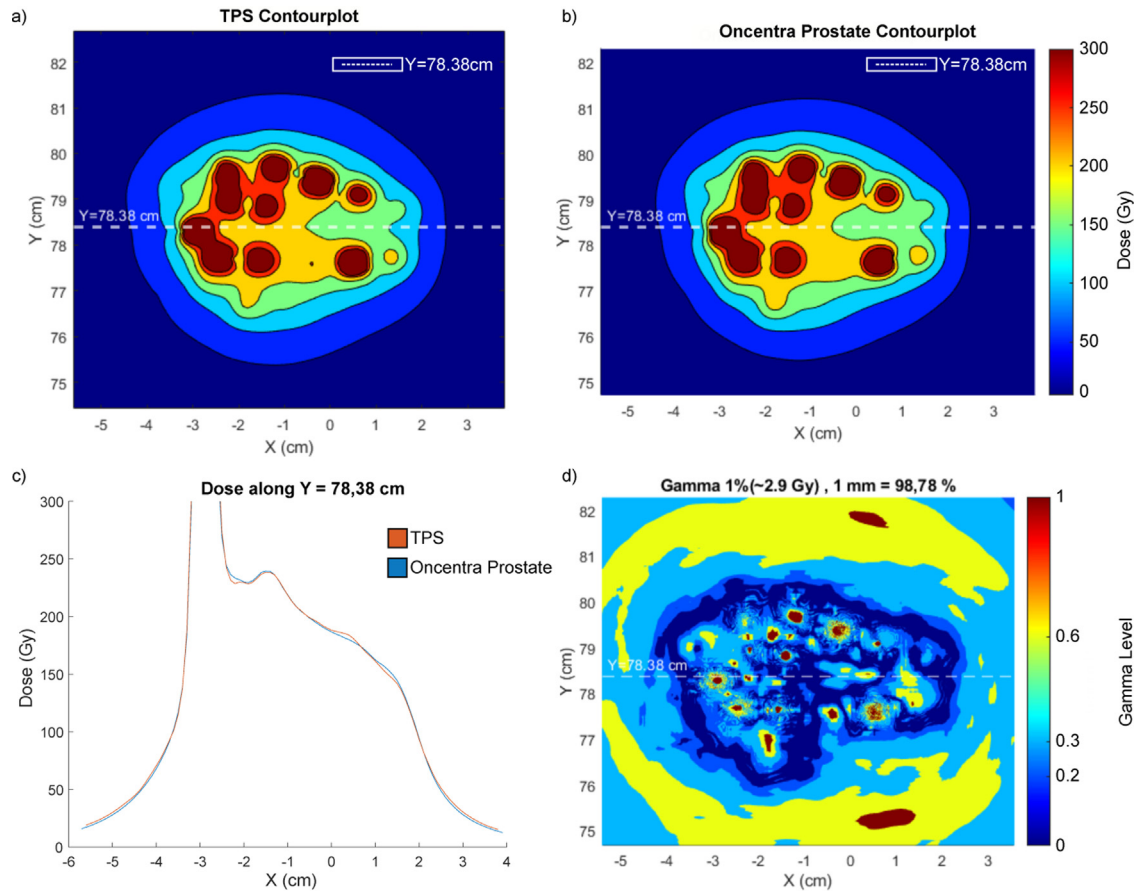 a)
TPS Contourplot
Y=78.38cm
82
81
80
79
78
77
76
75
Y (cm)
Y=78.38 cm
-5 -4 -3 -2 -1 0 1 2 3
X (cm)
b)
Oncentra Prostate Contourplot
Y=78.38cm
82
81
80
79
78
77
76
75
Y (cm)
Y=78.38 cm
-5 -4 -3 -2 -1 0 1 2 3
X (cm)
300
250
200
150
100
50
0
Dose (Gy)
c)
Dose along Y = 78,38 cm
TPS
Oncentra Prostate
300
250
200
150
100
50
0
Dose (Gy)
-6 -5 -4 -3 -2 -1 0 1 2 3 4
X (cm)
d)
Gamma 1%(~2.9 Gy) , 1 mm = 98,78 %
82
81
80
79
78
77
76
75
Y (cm)
Y=78.38 cm
-5 -4 -3 -2 -1 0 1 2 3
X (cm)
1
0.6
0.3
0.2
0
Gamma Level